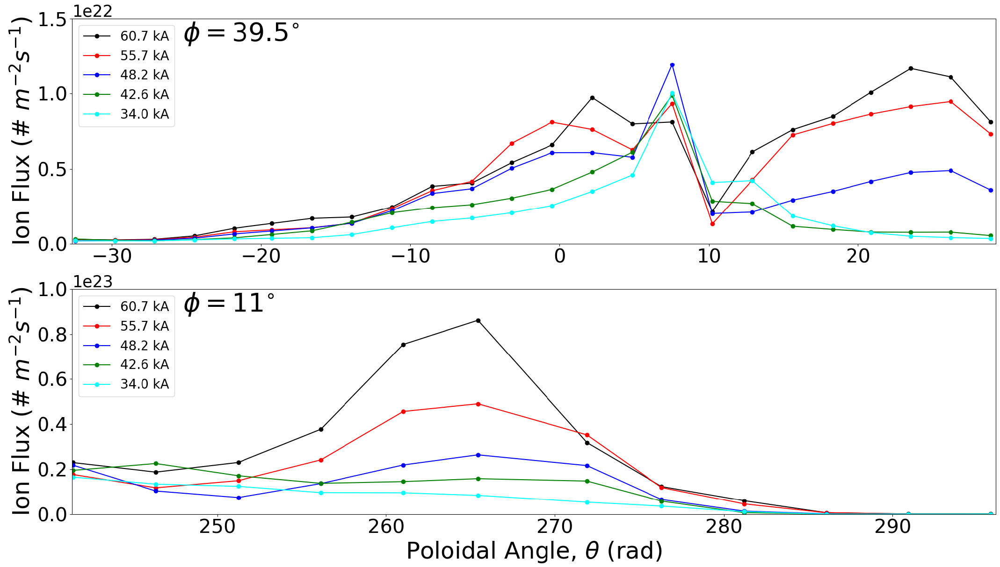 1e22
Ion Flux (# m⁻²s⁻¹)
1.5
1.0
0.5
0.0
ϕ = 39.5°
60.7 kA
55.7 kA
48.2 kA
42.6 kA
34.0 kA
−30 −20 −10 0 10 20
1e23
Ion Flux (# m⁻²s⁻¹)
1.0
0.8
0.6
0.4
0.2
0.0
ϕ = 11°
60.7 kA
55.7 kA
48.2 kA
42.6 kA
34.0 kA
250 260 270 280 290
Poloidal Angle, θ (rad)